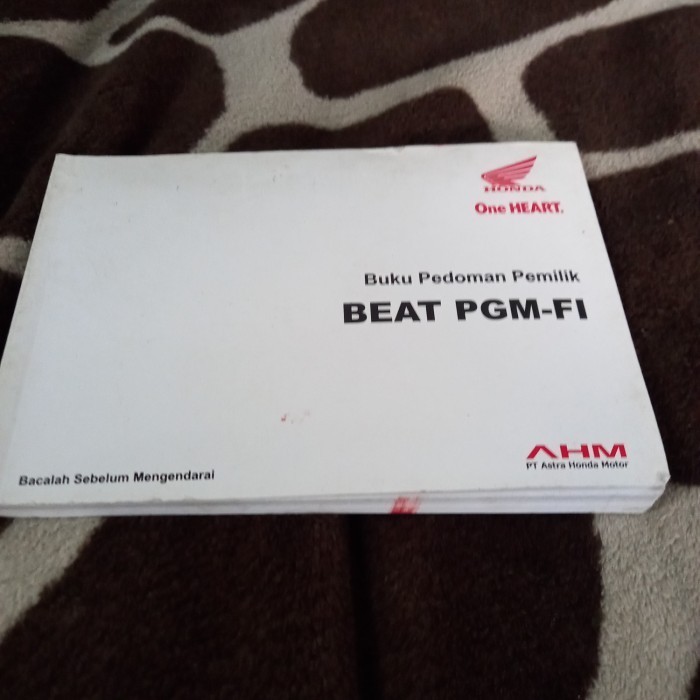 HONDA
One HEART.
Buku Pedoman Pemilik
BEAT PGM-FI
AHM
PT Astra Honda Motor
Bacalah Sebelum Mengendarai